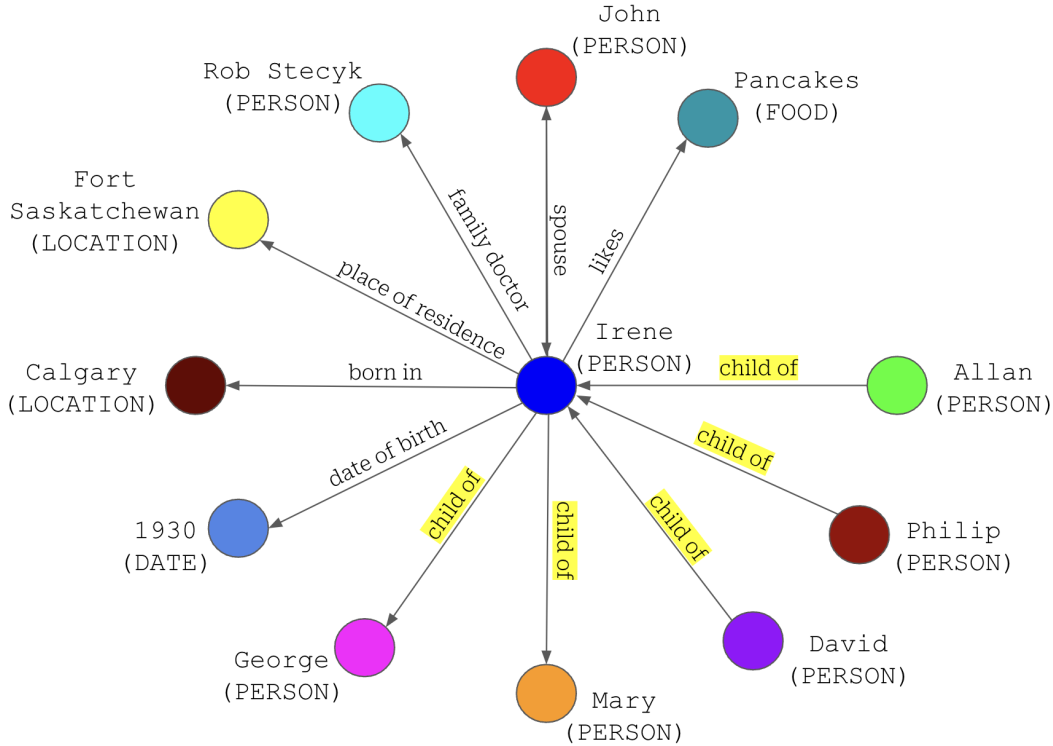 John
(PERSON)
Rob Stecyk
(PERSON)
Pancakes
(FOOD)
Fort
Saskatchewan
(LOCATION)
family doctor
spouse
likes
place of residence
Irene
(PERSON)
Calgary
(LOCATION)
born in
child of
Allan
(PERSON)
date of birth
child of
1930
(DATE)
child of
child of
child of
Philip
(PERSON)
George
(PERSON)
David
(PERSON)
Mary
(PERSON)